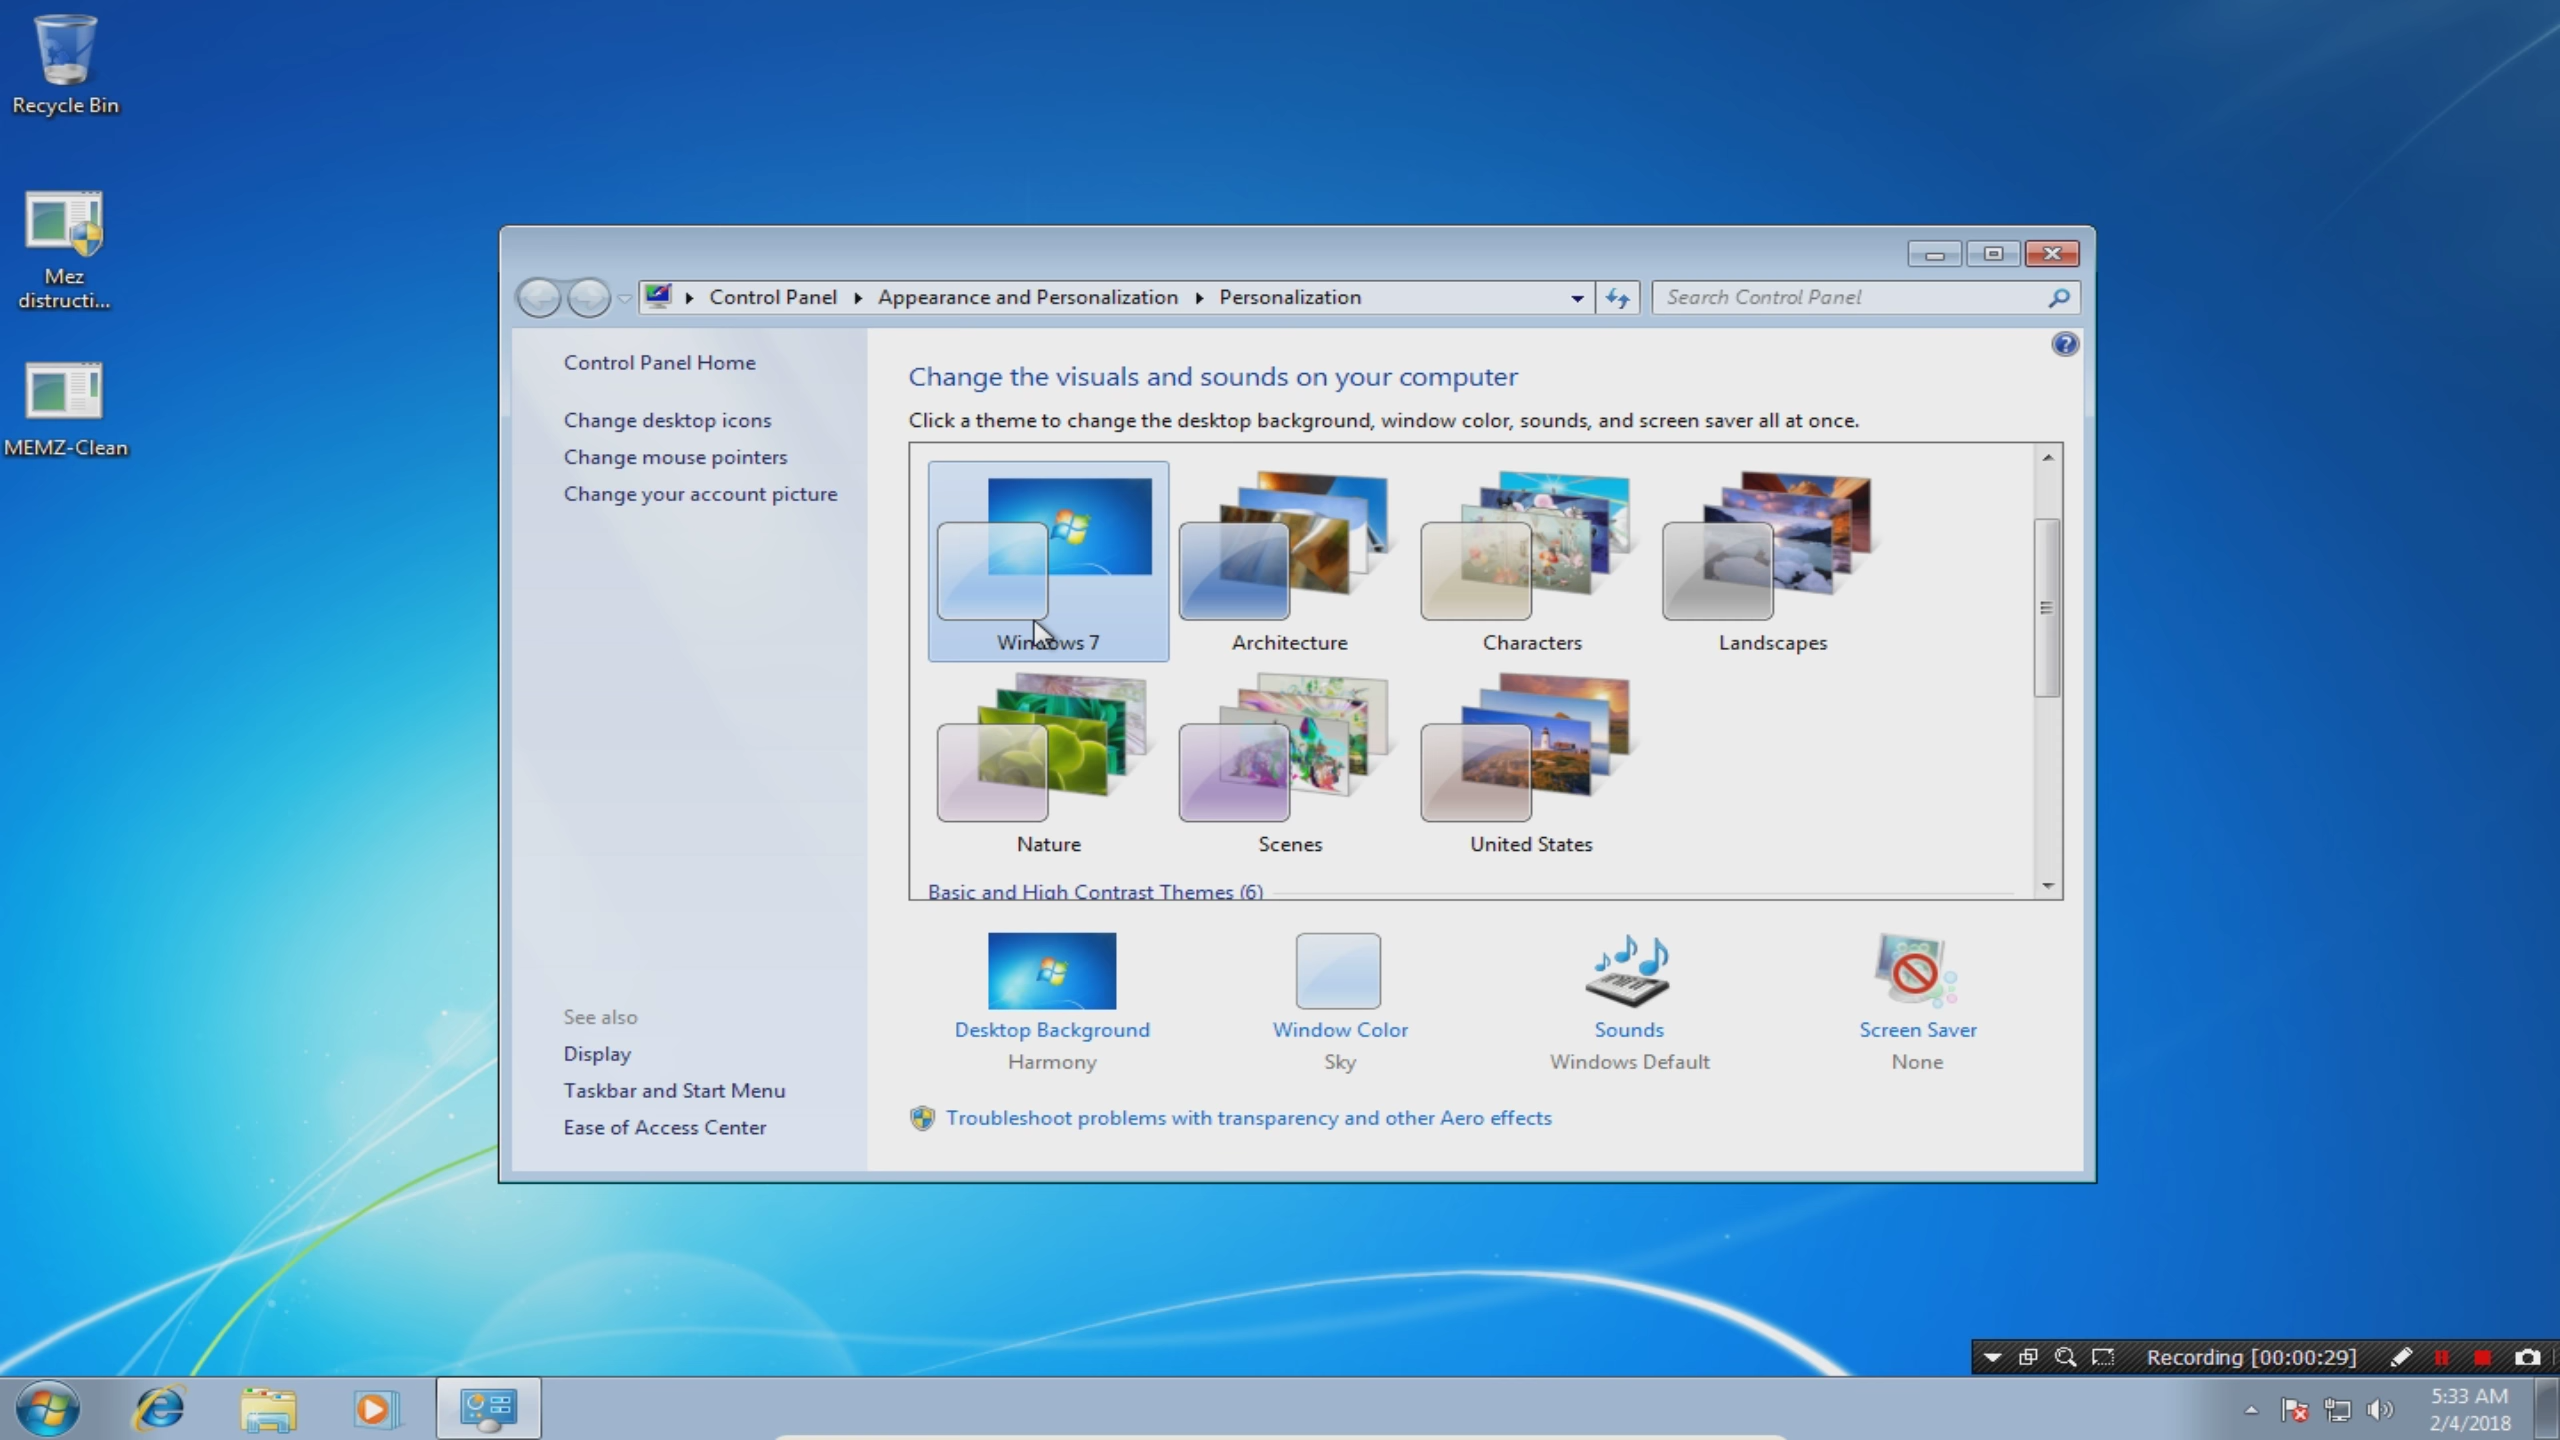 Recycle Bin
Mez
distructi...
MEMZ-Clean
Control Panel
Appearance and Personalization
Personalization
Search Control Panel
Control Panel Home
Change desktop icons
Change mouse pointers
Change your account picture
See also
Display
Taskbar and Start Menu
Ease of Access Center
Change the visuals and sounds on your computer
Click a theme to change the desktop background, window color, sounds, and screen saver all at once.
Windows 7
Architecture
Characters
Landscapes
Nature
Scenes
United States
Basic and High Contrast Themes (6)
Desktop Background
Harmony
Window Color
Sky
Sounds
Windows Default
Screen Saver
None
Troubleshoot problems with transparency and other Aero effects
Recording [00:00:29]
5:33 AM
2/4/2018